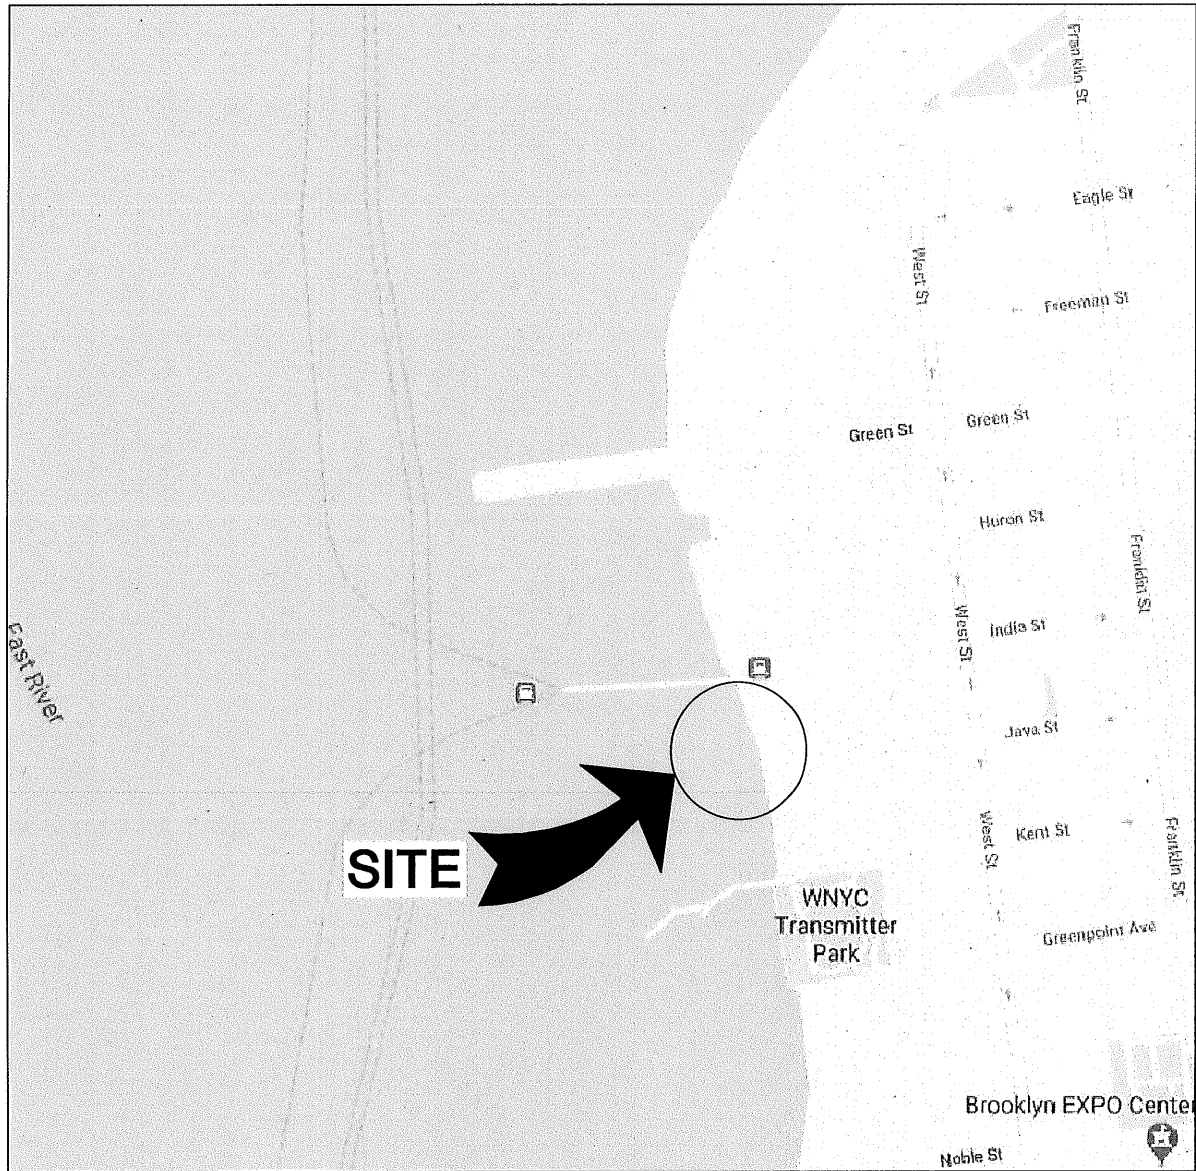 Franklin St
Eagle St
West St
Freeman St
Green St
Green St
Huron St
Franklin St
West St
India St
East River
Java St
West St
Kent St
Franklin St
SITE
WNYC
Transmitter
Park
Greenpoint Ave
Brooklyn EXPO Center
Noble St